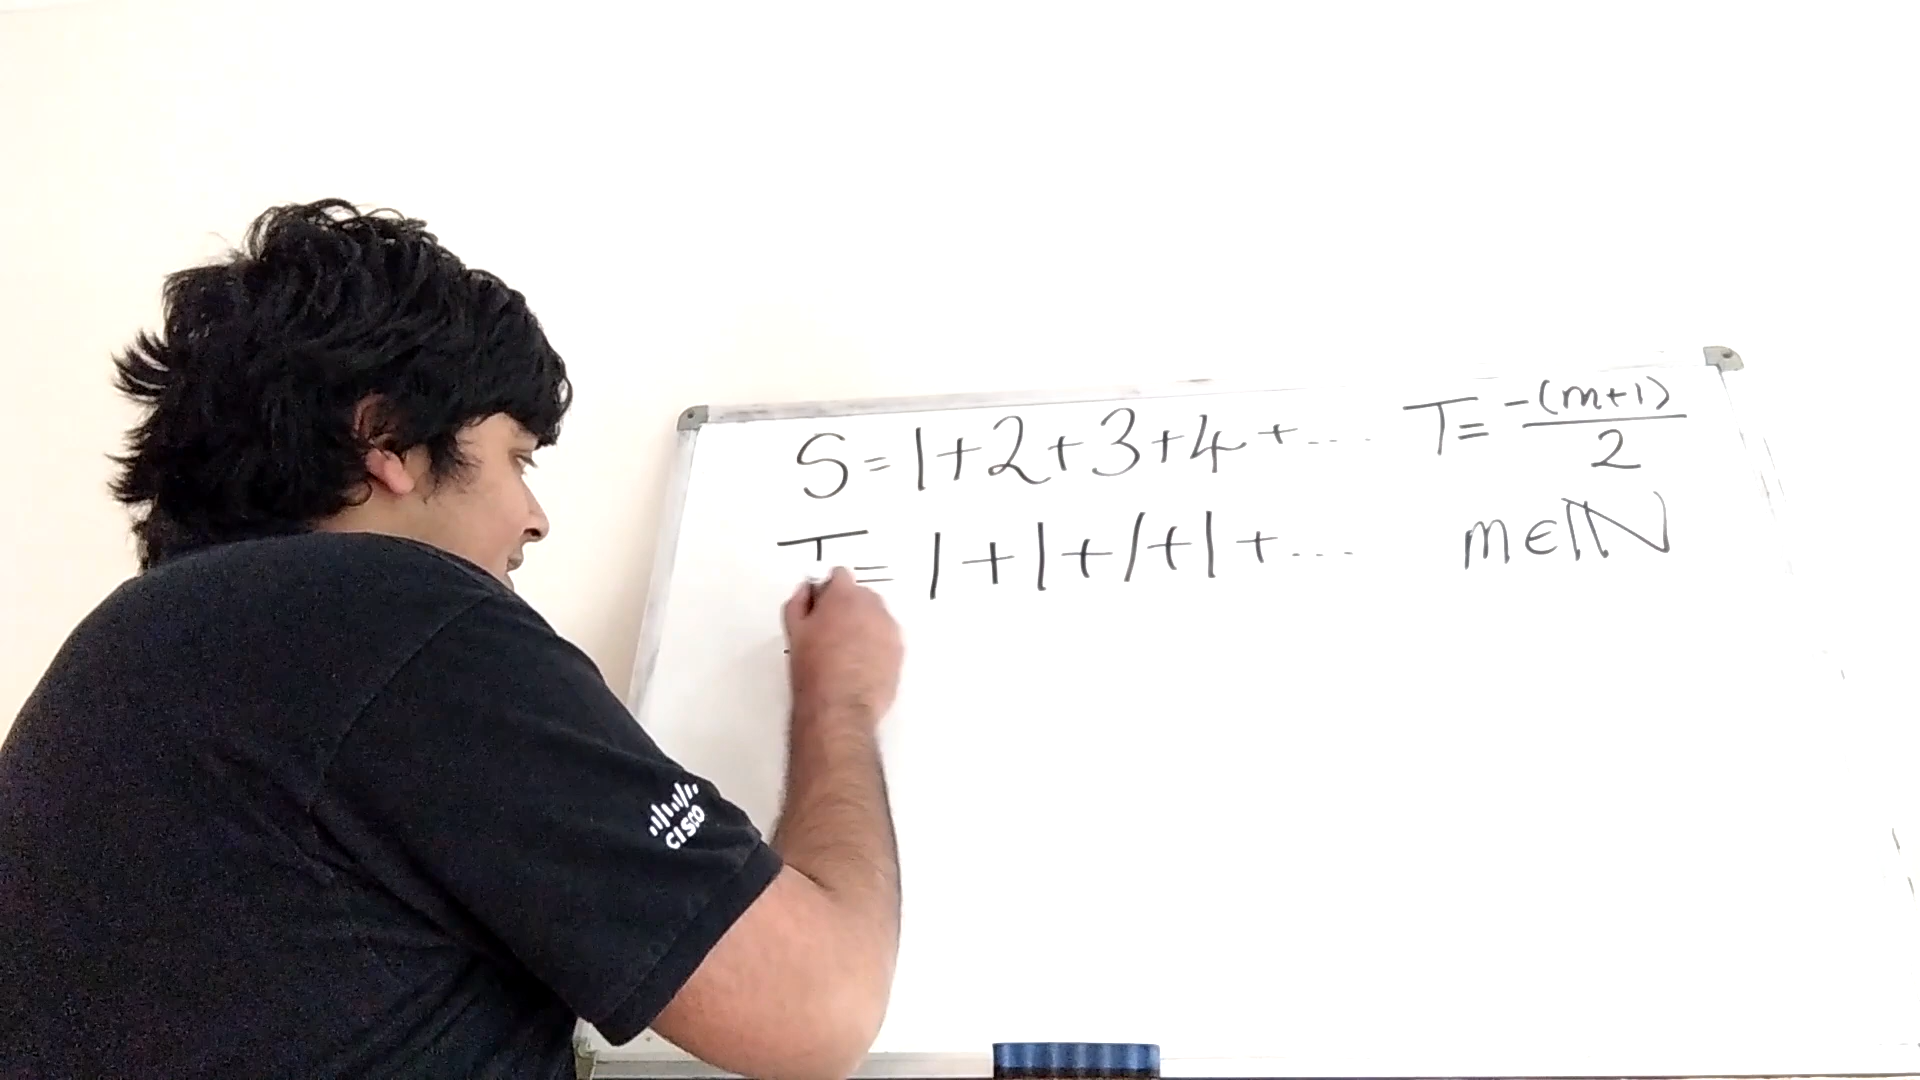 S = 1 + 2 + 3 + 4 + .... T = -(m+1)/2
T = 1 + 1 + 1 + 1 + ... m ∈ ℕ
CISCO